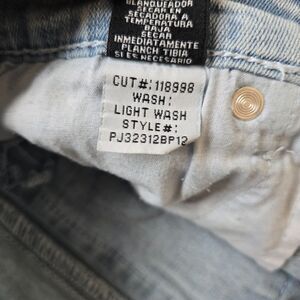 BLANQUEADOR
SECAR EN
SECADORA A
TEMPERATURA
BAJA
SECAR
INMEDIATAMENTE
PLANCH TIBIA
SI ES NECESARIO
CUT#:118998
WASH:
LIGHT WASH
STYLE#:
PJ32312BP12